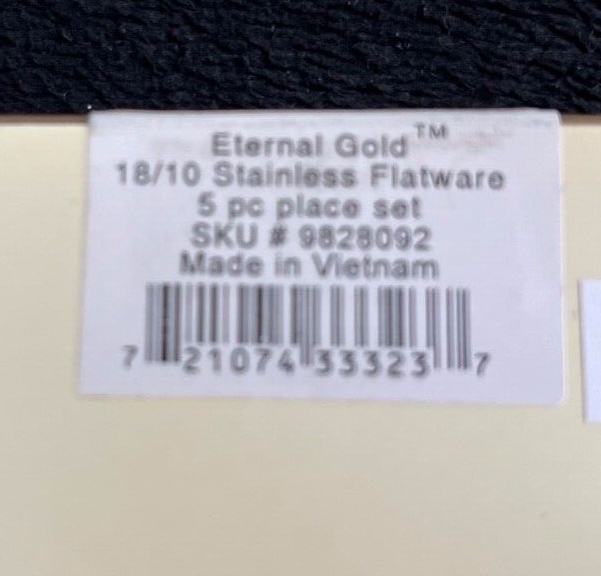 Eternal Gold™
18/10 Stainless Flatware
5 pc place set
SKU # 9828092
Made in Vietnam
7 21074 33323 7